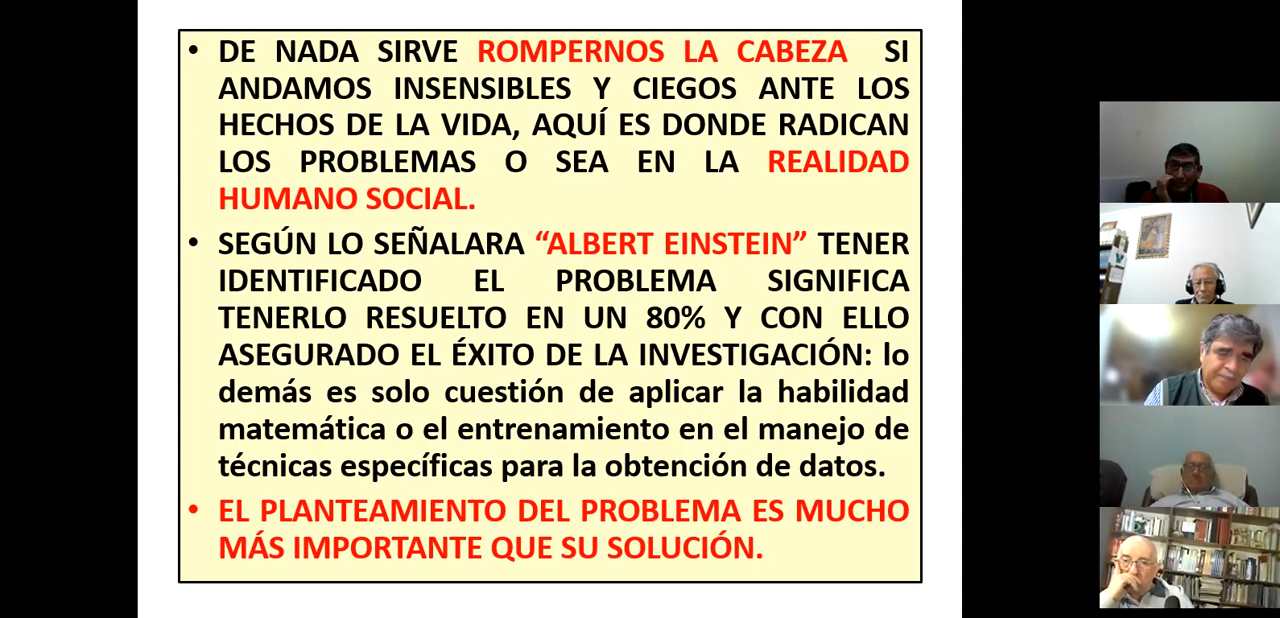 • DE NADA SIRVE ROMPERNOS LA CABEZA SI
ANDAMOS INSENSIBLES Y CIEGOS ANTE LOS
HECHOS DE LA VIDA, AQUÍ ES DONDE RADICAN
LOS PROBLEMAS O SEA EN LA REALIDAD
HUMANO SOCIAL.
• SEGÚN LO SEÑALARA “ALBERT EINSTEIN” TENER
IDENTIFICADO EL PROBLEMA SIGNIFICA
TENERLO RESUELTO EN UN 80% Y CON ELLO
ASEGURADO EL ÉXITO DE LA INVESTIGACIÓN: lo
demás es solo cuestión de aplicar la habilidad
matemática o el entrenamiento en el manejo de
técnicas específicas para la obtención de datos.
• EL PLANTEAMIENTO DEL PROBLEMA ES MUCHO
MÁS IMPORTANTE QUE SU SOLUCIÓN.